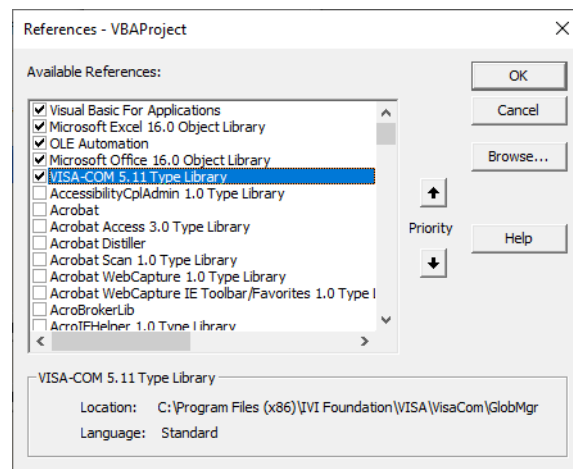 References - VBAProject
Available References:
Visual Basic For Applications
Microsoft Excel 16.0 Object Library
OLE Automation
Microsoft Office 16.0 Object Library
VISA-COM 5.11 Type Library
AccessibilityCplAdmin 1.0 Type Library
Acrobat
Acrobat Access 3.0 Type Library
Acrobat Distiller
Acrobat Scan 1.0 Type Library
Acrobat WebCapture 1.0 Type Library
Acrobat WebCapture IE Toolbar/Favorites 1.0 Type l
AcroBrokerLib
AcroIEHelper 1.0 Type Library
Priority
OK
Cancel
Browse...
Help
VISA-COM 5.11 Type Library
Location: C:\Program Files (x86)\IVI Foundation\VISA\VisaCom\GlobMgr
Language: Standard